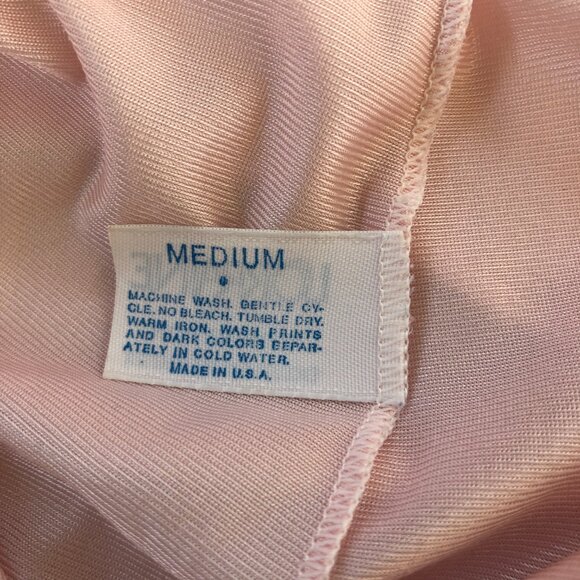 MEDIUM
MACHINE WASH. GENTLE CY-
CLE. NO BLEACH. TUMBLE DRY.
WARM IRON. WASH PRINTS
AND DARK COLORS SEPAR-
ATELY IN COLD WATER.
MADE IN U.S.A.